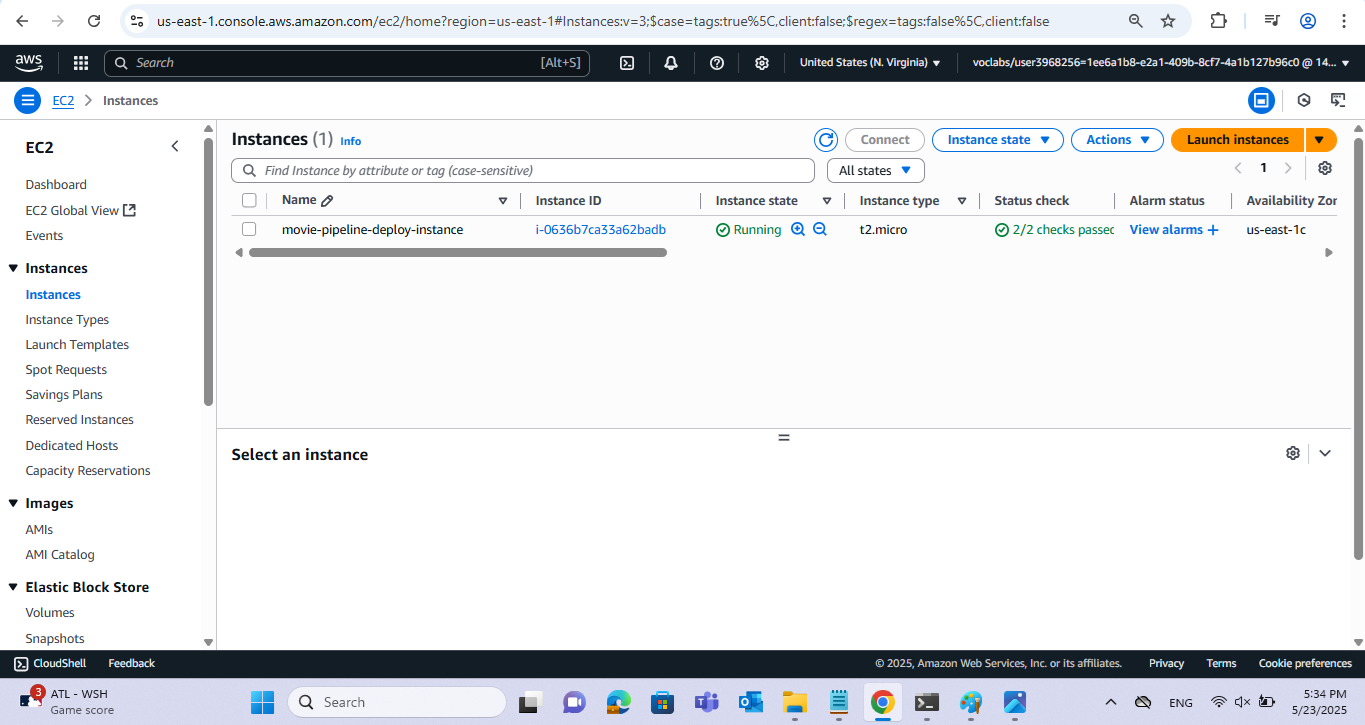 us-east-1.console.aws.amazon.com/ec2/home?region=us-east-1#Instances:v=3;$case=tags:true%5C,client:false;$regex=tags:false%5C,client:false
aws
Search
[Alt+S]
United States (N. Virginia)
voclabs/user3968256=1ee6a1b8-e2a1-409b-8cf7-4a1b127b96c0 @ 14...
EC2
Instances
EC2
Dashboard
EC2 Global View
Events
Instances
Instances
Instance Types
Launch Templates
Spot Requests
Savings Plans
Reserved Instances
Dedicated Hosts
Capacity Reservations
Images
AMIs
AMI Catalog
Elastic Block Store
Volumes
Snapshots
Instances (1) Info
Connect
Instance state
Actions
Launch instances
Find Instance by attribute or tag (case-sensitive)
All states
1
Name Instance ID Instance state Instance type Status check Alarm status Availability Zon
movie-pipeline-deploy-instance i-0636b7ca33a62badb Running t2.micro 2/2 checks passed View alarms + us-east-1c
Select an instance
CloudShell Feedback
© 2025, Amazon Web Services, Inc. or its affiliates.
Privacy Terms Cookie preferences
3
ATL - WSH
Game score
Search
ENG
5:34 PM
5/23/2025